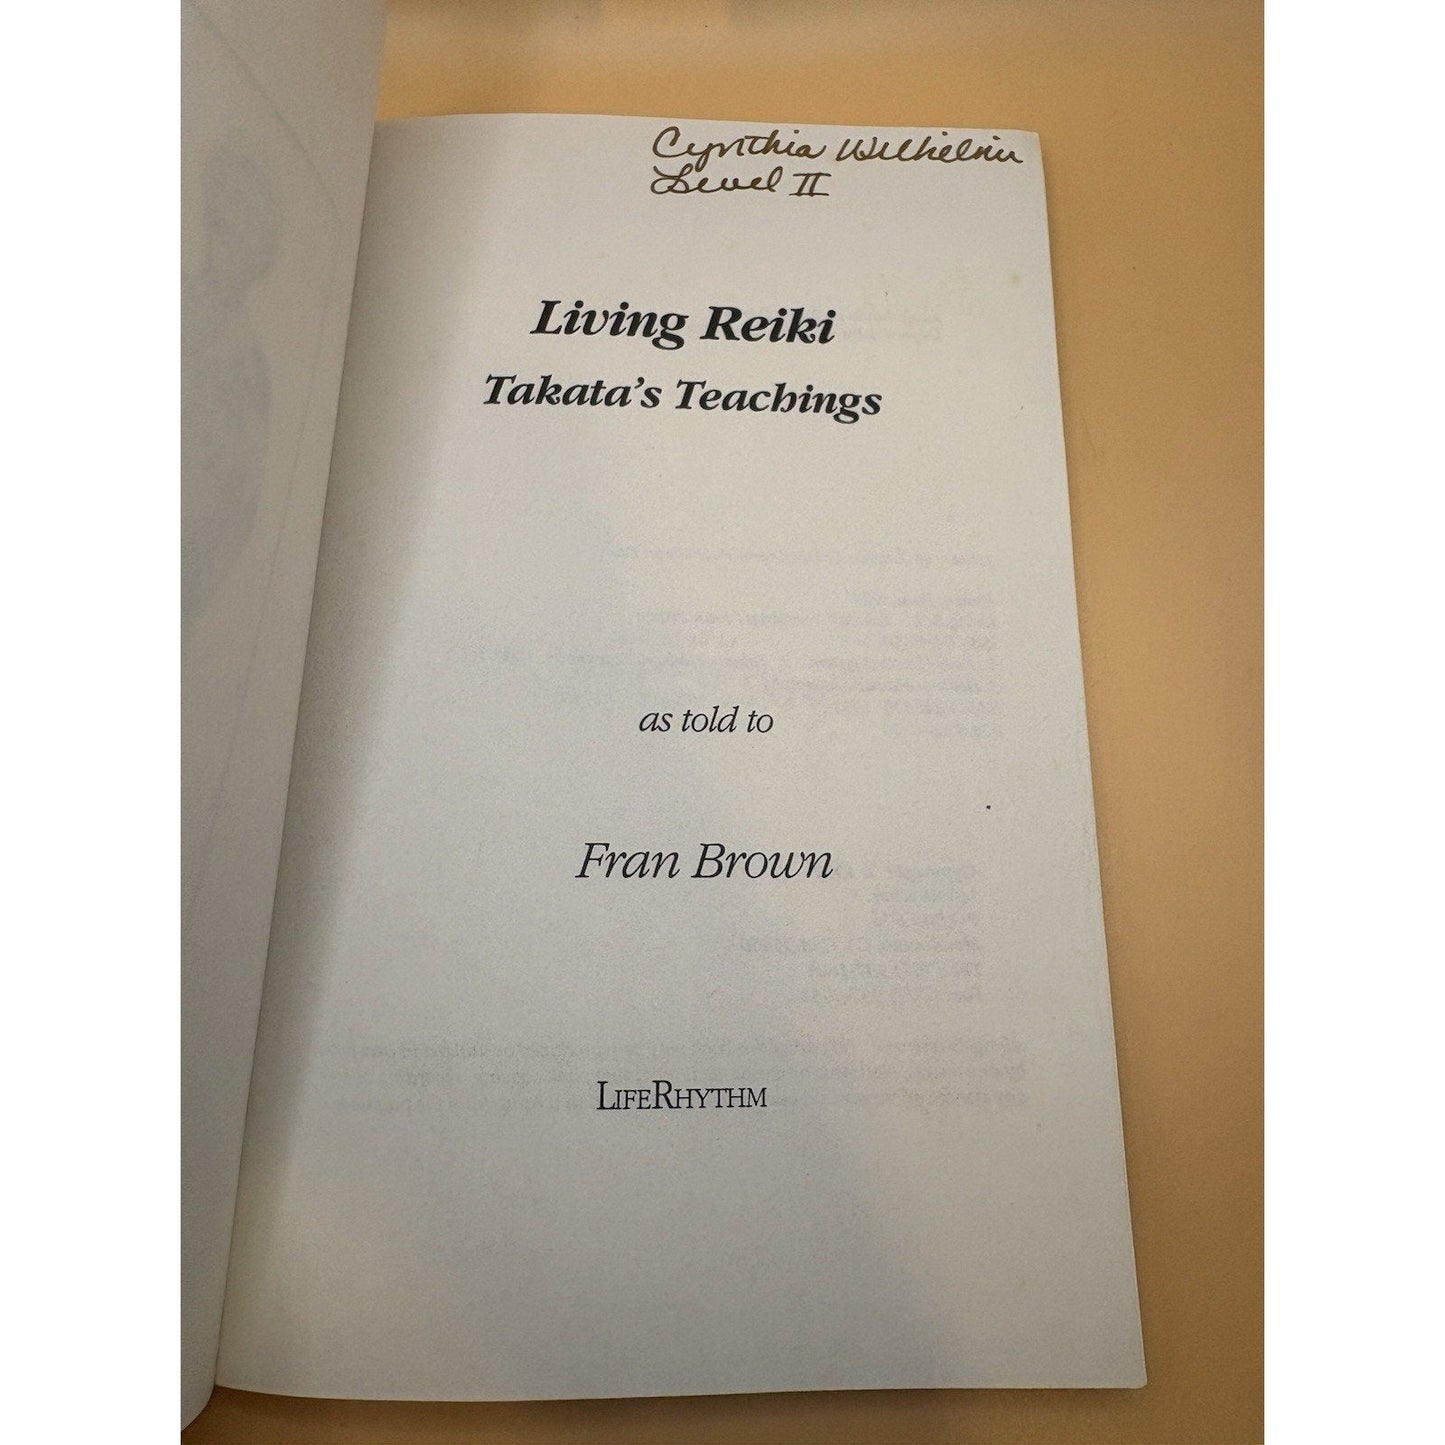 Cynthia Wilhelm
Level II
Living Reiki
Takata's Teachings
as told to
Fran Brown
LIFERHYTHM